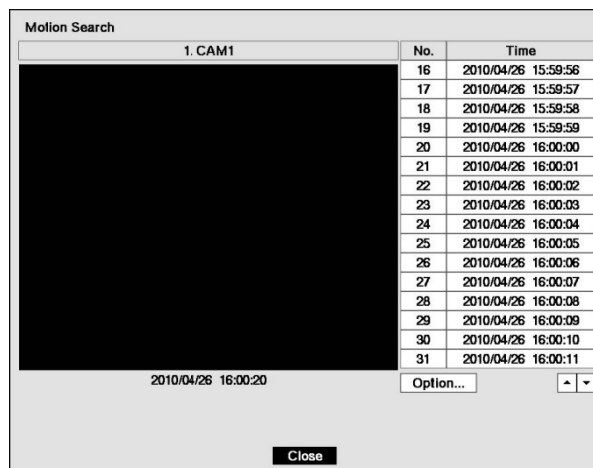 Motion Search
1. CAM1
No. Time
16 2010/04/26 15:59:56
17 2010/04/26 15:59:57
18 2010/04/26 15:59:58
19 2010/04/26 15:59:59
20 2010/04/26 16:00:00
21 2010/04/26 16:00:01
22 2010/04/26 16:00:02
23 2010/04/26 16:00:03
24 2010/04/26 16:00:04
25 2010/04/26 16:00:05
26 2010/04/26 16:00:06
27 2010/04/26 16:00:07
28 2010/04/26 16:00:08
29 2010/04/26 16:00:09
30 2010/04/26 16:00:10
31 2010/04/26 16:00:11
2010/04/26 16:00:20
Option...
Close